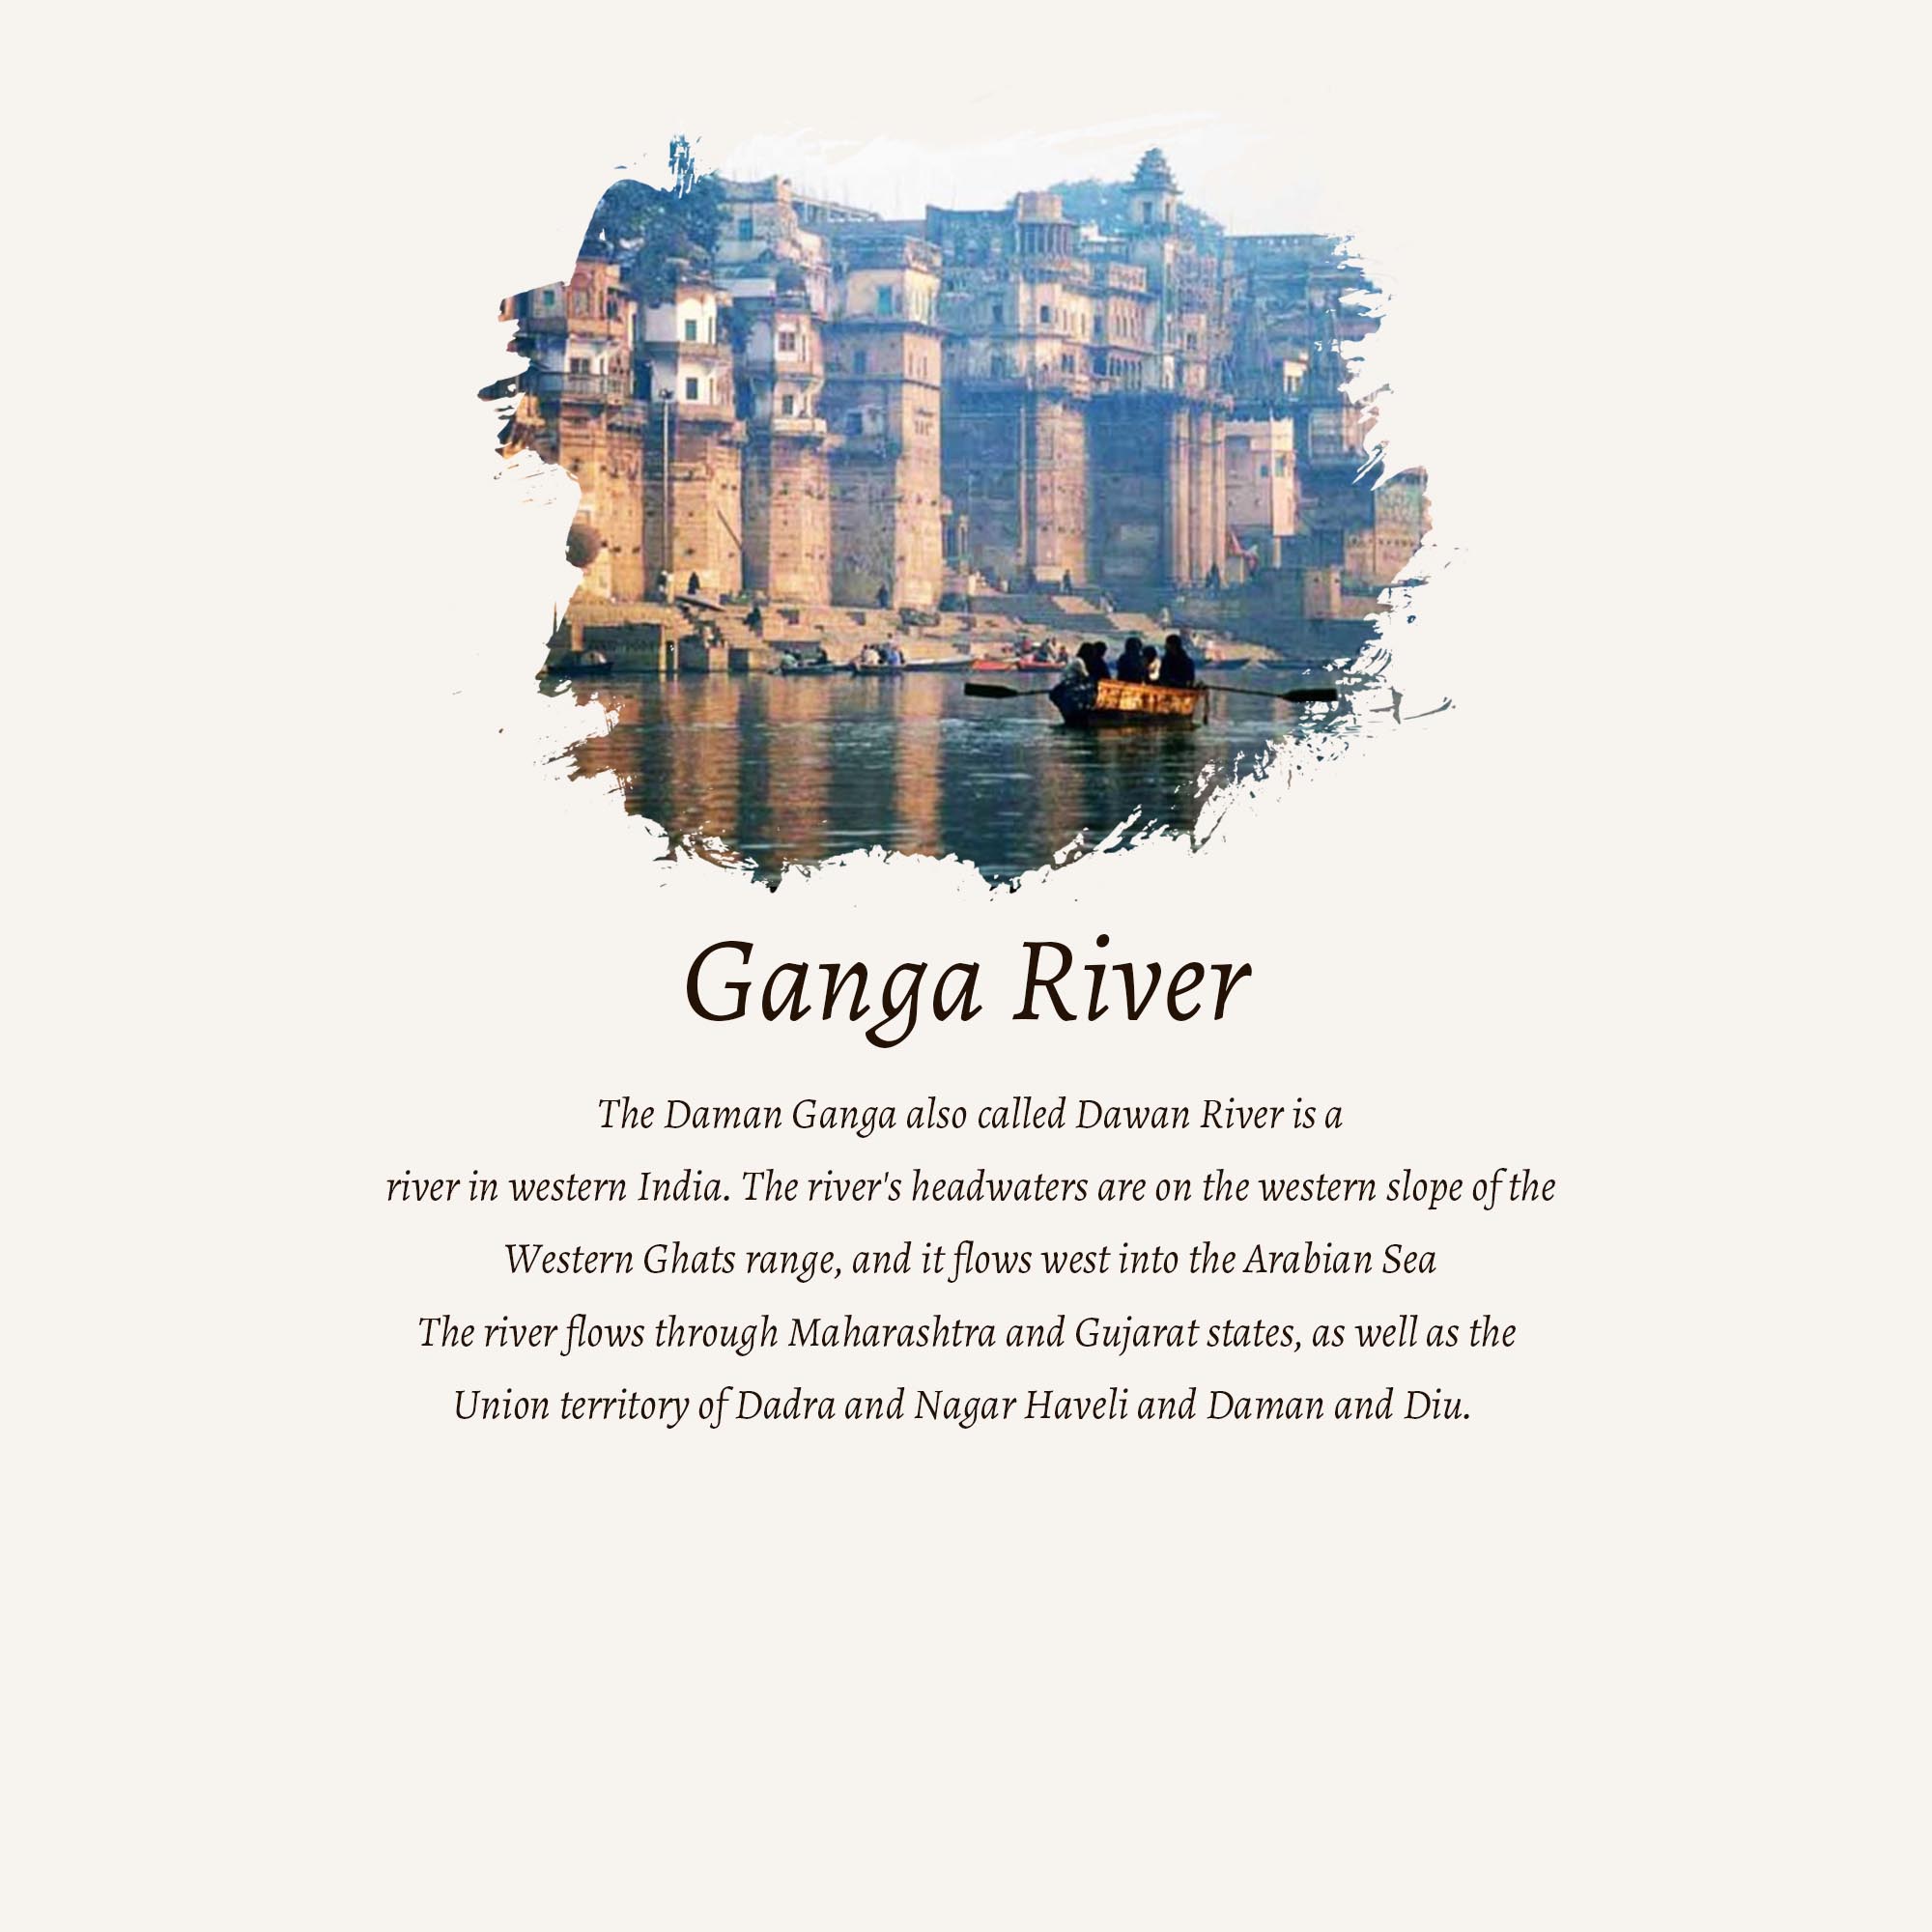 Ganga River
The Daman Ganga also called Dawan River is a
river in western India. The river's headwaters are on the western slope of the
Western Ghats range, and it flows west into the Arabian Sea
The river flows through Maharashtra and Gujarat states, as well as the
Union territory of Dadra and Nagar Haveli and Daman and Diu.